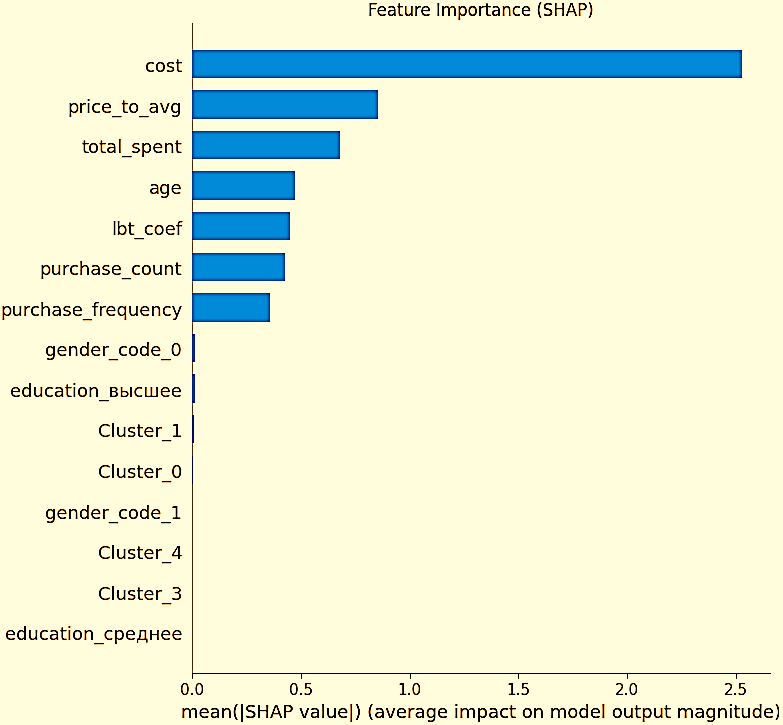 Feature Importance (SHAP)
cost
price_to_avg
total_spent
age
lbt_coef
purchase_count
purchase_frequency
gender_code_0
education_высшее
Cluster_1
Cluster_0
gender_code_1
Cluster_4
Cluster_3
education_среднее
0.0 0.5 1.0 1.5 2.0 2.5
mean(|SHAP value|) (average impact on model output magnitude)